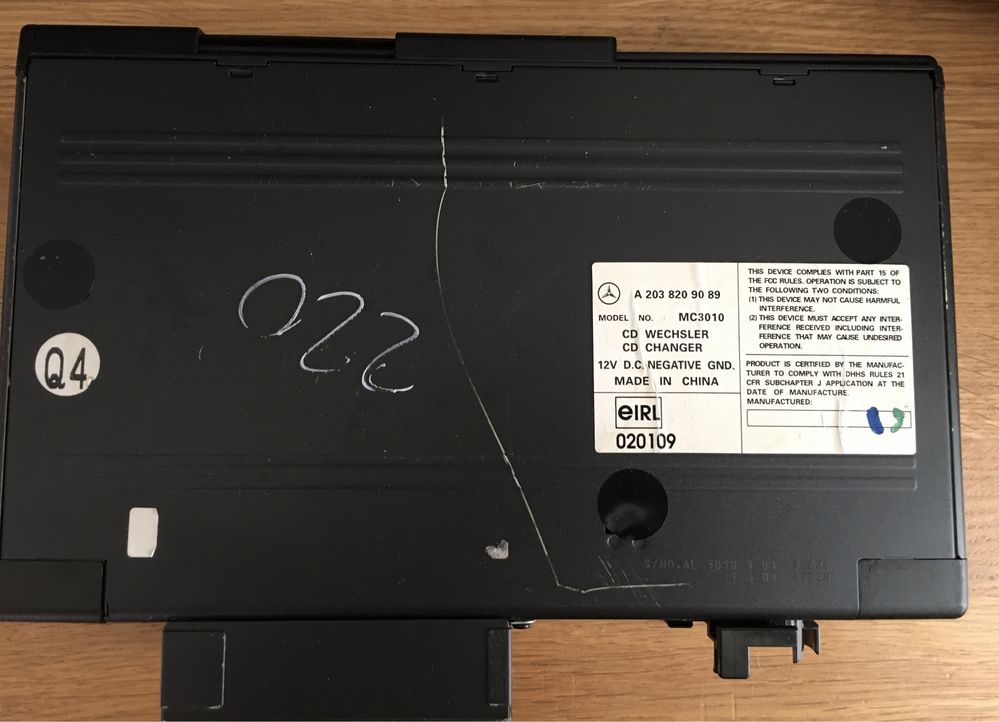 022
Q4
A 203 820 90 89
MODEL NO. MC3010
CD WECHSLER
CD CHANGER
12V D.C. NEGATIVE GND.
MADE IN CHINA
eIRL
020109
THIS DEVICE COMPLIES WITH PART 15 OF
THE FCC RULES. OPERATION IS SUBJECT TO
THE FOLLOWING TWO CONDITIONS:
(1) THIS DEVICE MAY NOT CAUSE HARMFUL
INTERFERENCE.
(2) THIS DEVICE MUST ACCEPT ANY INTER-
FERENCE RECEIVED INCLUDING INTER-
FERENCE THAT MAY CAUSE UNDESIRED
OPERATION.
PRODUCT IS CERTIFIED BY THE MANUFAC-
TURER TO COMPLY WITH DHHS RULES 21
CFR SUBCHAPTER J APPLICATION AT THE
DATE OF MANUFACTURE.
MANUFACTURED:
S/NO.AL